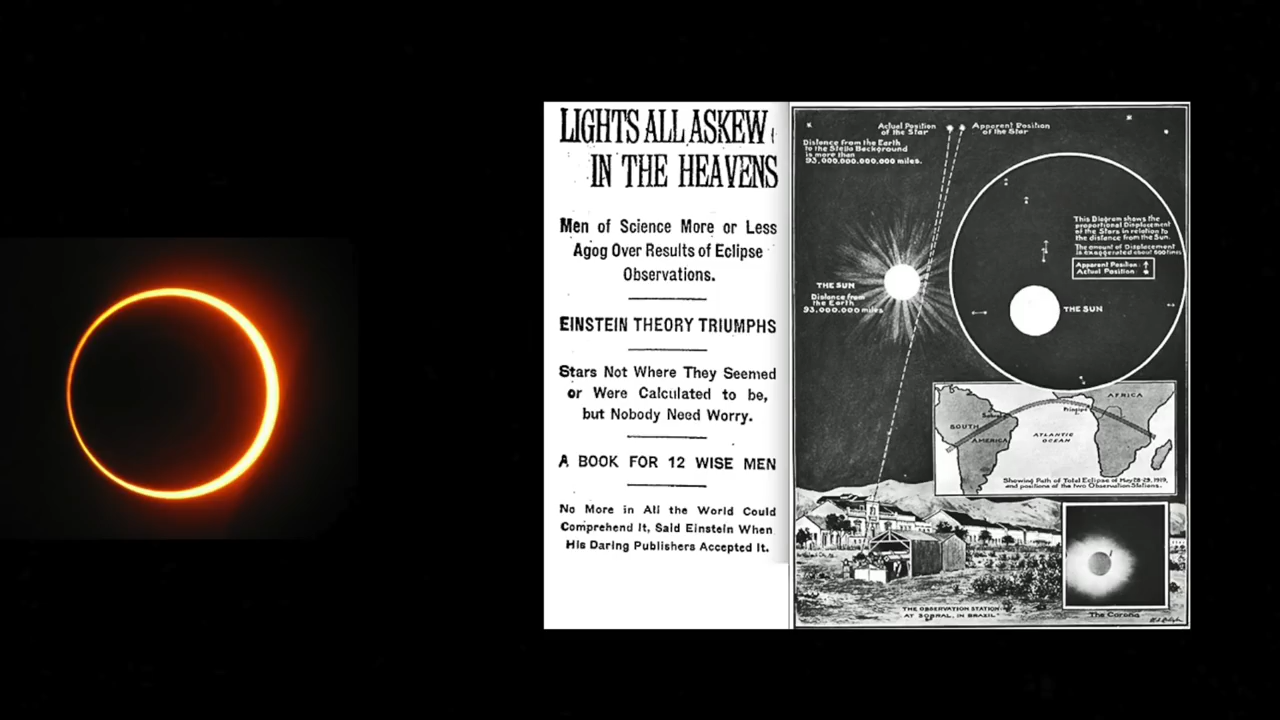 LIGHTS ALL ASKEW
IN THE HEAVENS
Men of Science More or Less
Agog Over Results of Eclipse
Observations.
EINSTEIN THEORY TRIUMPHS
Stars Not Where They Seemed
or Were Calculated to be,
but Nobody Need Worry.
A BOOK FOR 12 WISE MEN
No More in All the World Could
Comprehend It, Said Einstein When
His Daring Publishers Accepted It.
Actual Position
of the Star
Apparent Position
of the Star
Distance from the Earth
to the Stella Background
is more than
93,000,000,000,000 miles.
This Diagram shows the
proportional Displacement
of the Stars in relation to
the distance from the Sun.
The amount of Displacement
is exaggerated about 600 times
Apparent Position:
Actual Position:
THE SUN
Distance from
the Earth
93,000,000 miles
THE SUN
AFRICA
Sobral
Principe
SOUTH
AMERICA
ATLANTIC
OCEAN
Showing Path of Total Eclipse of May 28-29, 1919,
and positions of the two Observation Stations.
THE OBSERVATION STATION
AT SOBRAL, IN BRAZIL
The Corona